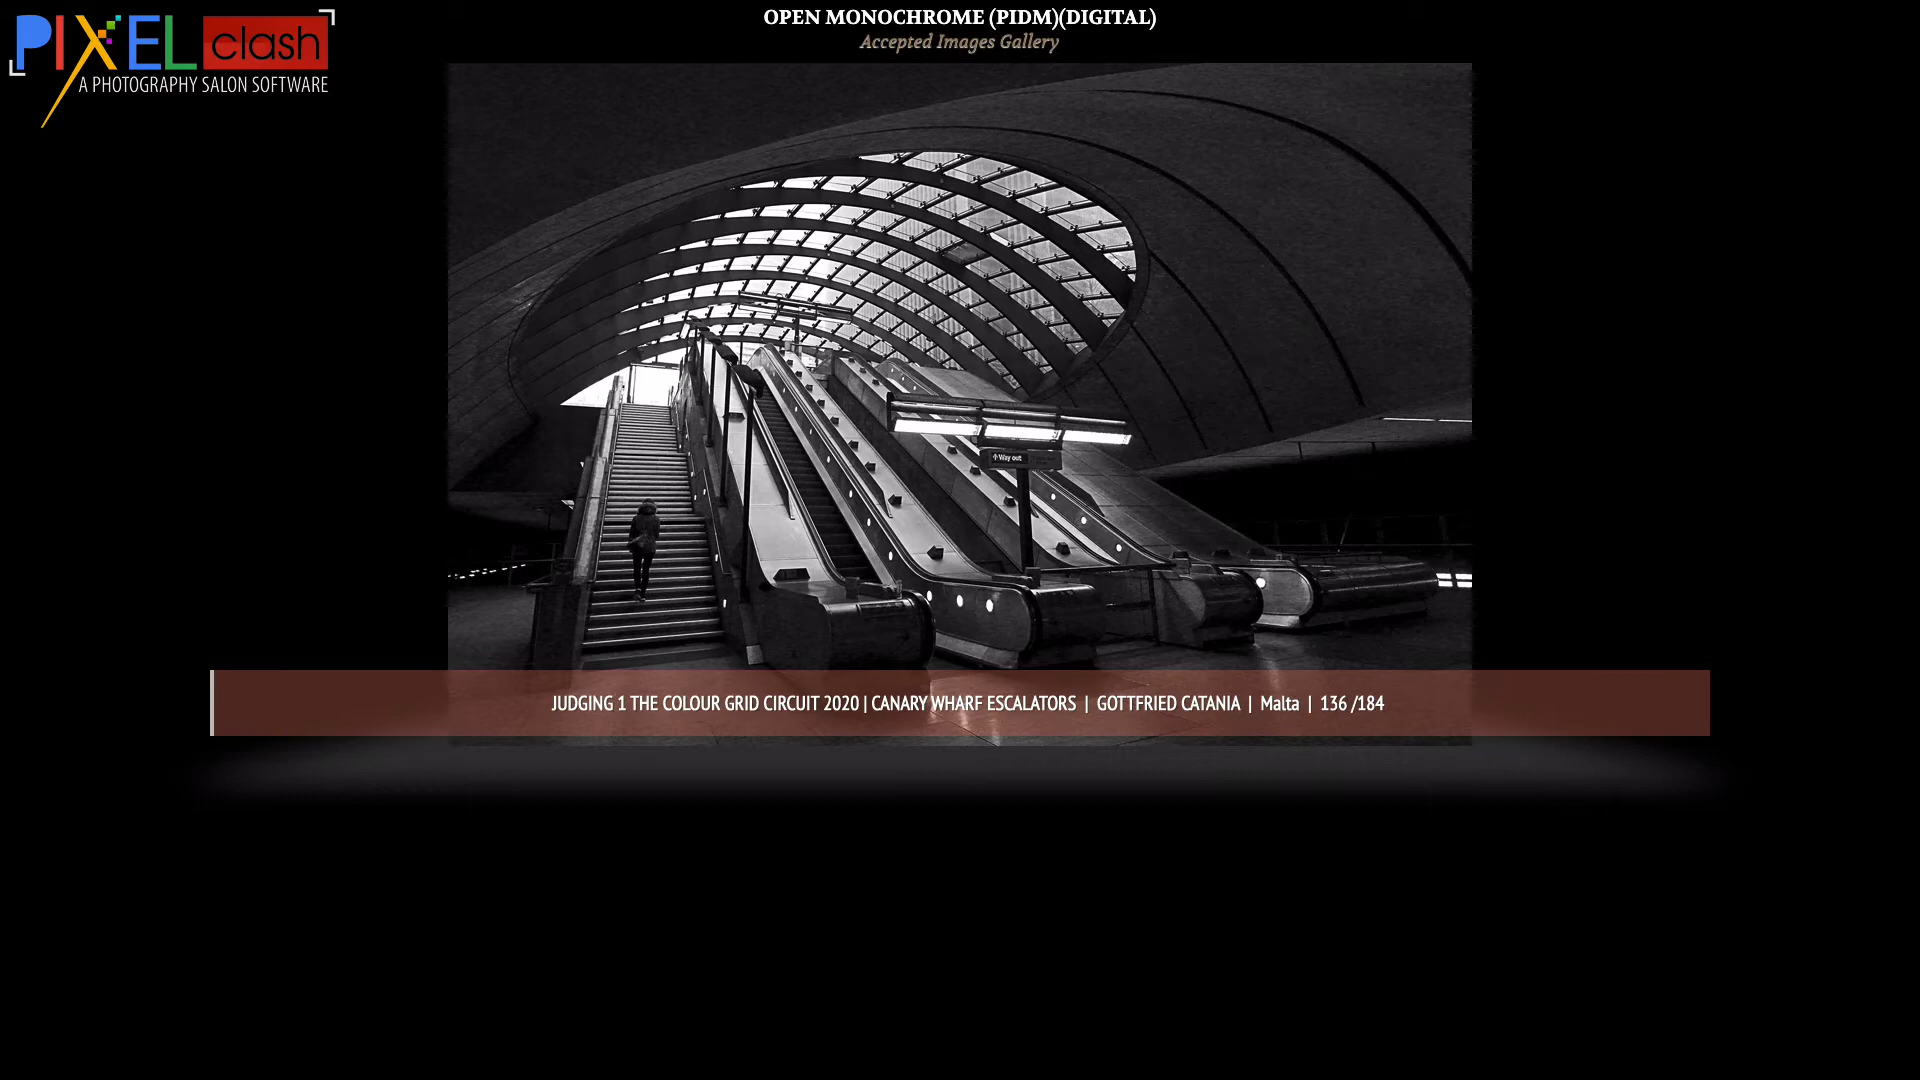 PIXEL clash
A PHOTOGRAPHY SALON SOFTWARE
OPEN MONOCHROME (PIDM)(DIGITAL)
Accepted Images Gallery
Way out
JUDGING 1 THE COLOUR GRID CIRCUIT 2020 | CANARY WHARF ESCALATORS | GOTTFRIED CATANIA | Malta | 136 /184